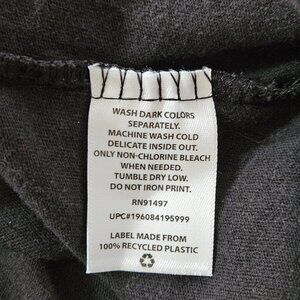 WASH DARK COLORS
SEPARATELY.
MACHINE WASH COLD
DELICATE INSIDE OUT.
ONLY NON-CHLORINE BLEACH
WHEN NEEDED.
TUMBLE DRY LOW.
DO NOT IRON PRINT.
RN91497
UPC#196084195999
LABEL MADE FROM
100% RECYCLED PLASTIC